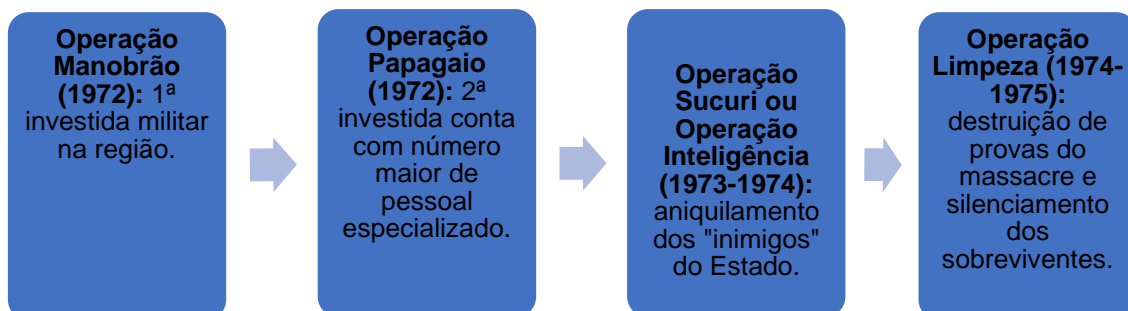 Operação
Manobrão
(1972): 1ª
investida militar
na região.
Operação
Papagaio
(1972): 2ª
investida conta
com número
maior de
pessoal
especializado.
Operação
Sucuri ou
Operação
Inteligência
(1973-1974):
aniquilamento
dos "inimigos"
do Estado.
Operação
Limpeza (1974-
1975):
destruição de
provas do
massacre e
silenciamento
dos
sobreviventes.